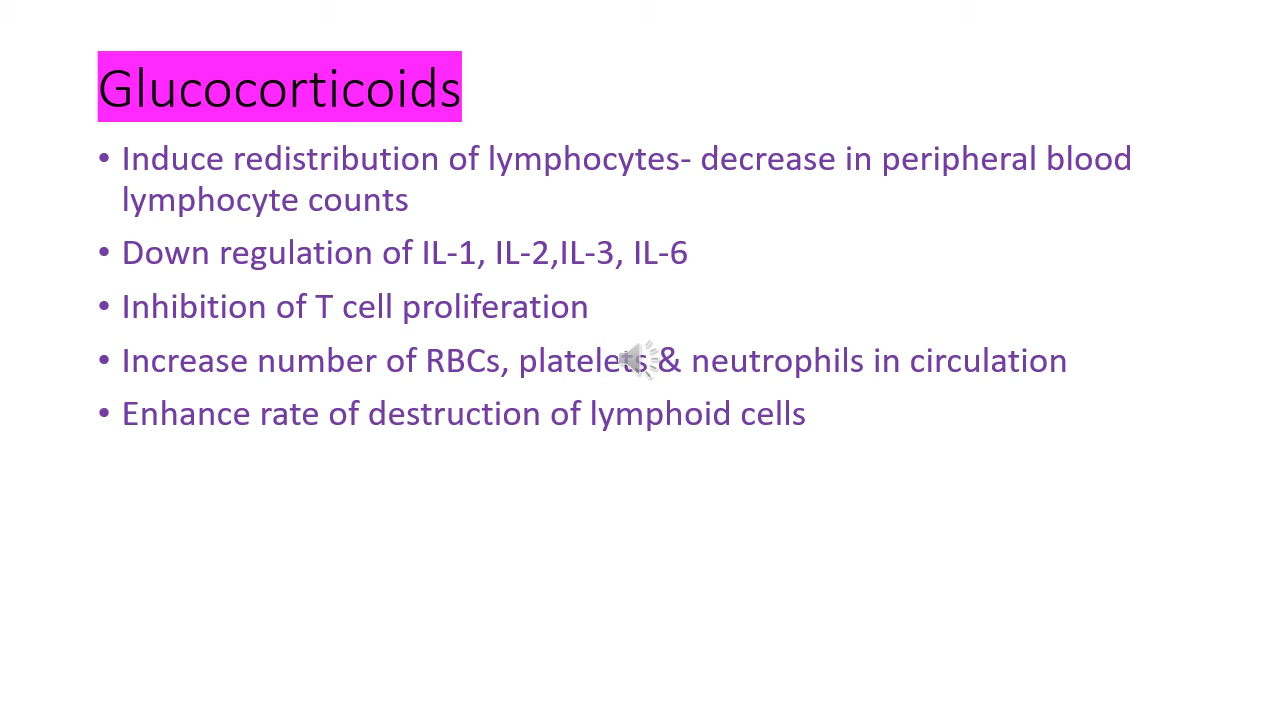 Glucocorticoids
• Induce redistribution of lymphocytes- decrease in peripheral blood
lymphocyte counts
• Down regulation of IL-1, IL-2,IL-3, IL-6
• Inhibition of T cell proliferation
• Increase number of RBCs, platelets & neutrophils in circulation
• Enhance rate of destruction of lymphoid cells